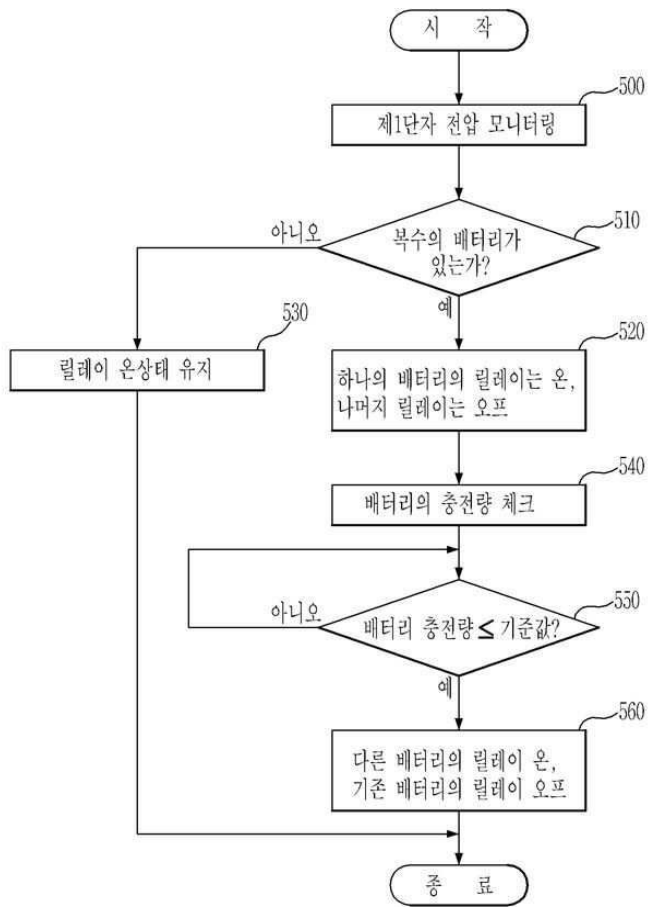 시 작
500
제1단자 전압 모니터링
510
복수의 배터리가
있는가?
아니오
예
530
릴레이 온상태 유지
520
하나의 배터리의 릴레이는 온,
나머지 릴레이는 오프
540
배터리의 충전량 체크
550
배터리 충전량≤기준값?
아니오
예
560
다른 배터리의 릴레이 온,
기존 배터리의 릴레이 오프
종 료